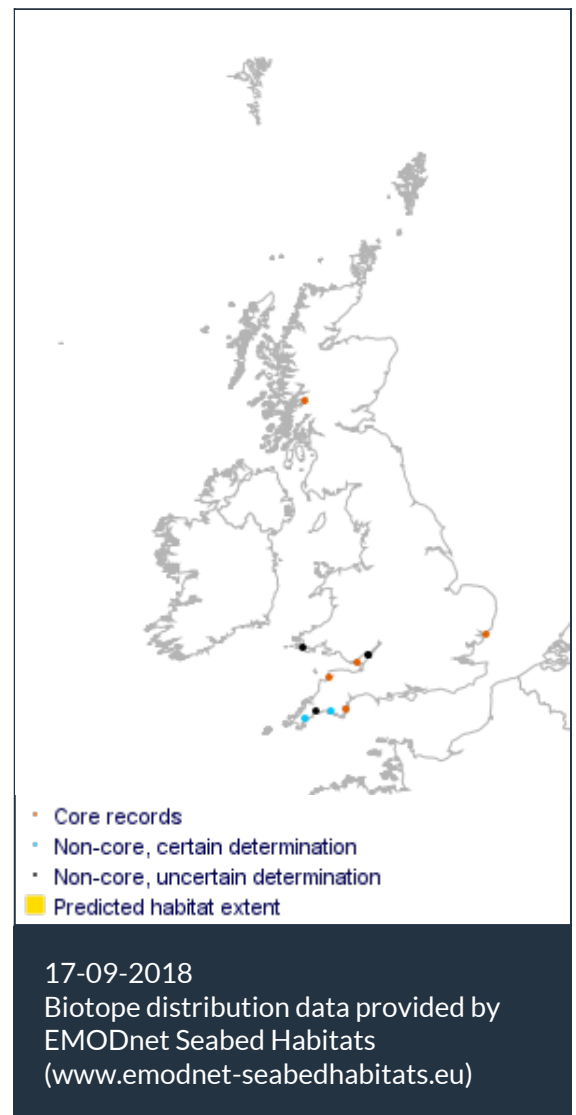 Core records
Non-core, certain determination
Non-core, uncertain determination
Predicted habitat extent
17-09-2018
Biotope distribution data provided by
EMODnet Seabed Habitats
(www.emodnet-seabedhabitats.eu)